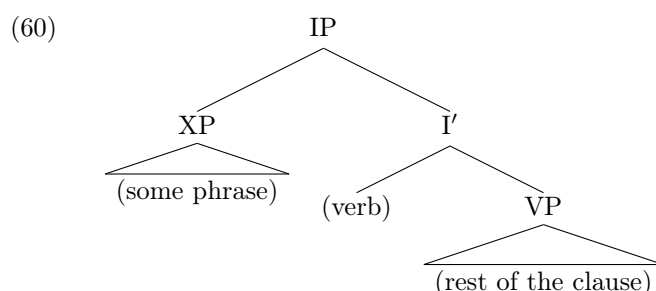 (60) IP
XP I′
(some phrase) (verb) VP
(rest of the clause)